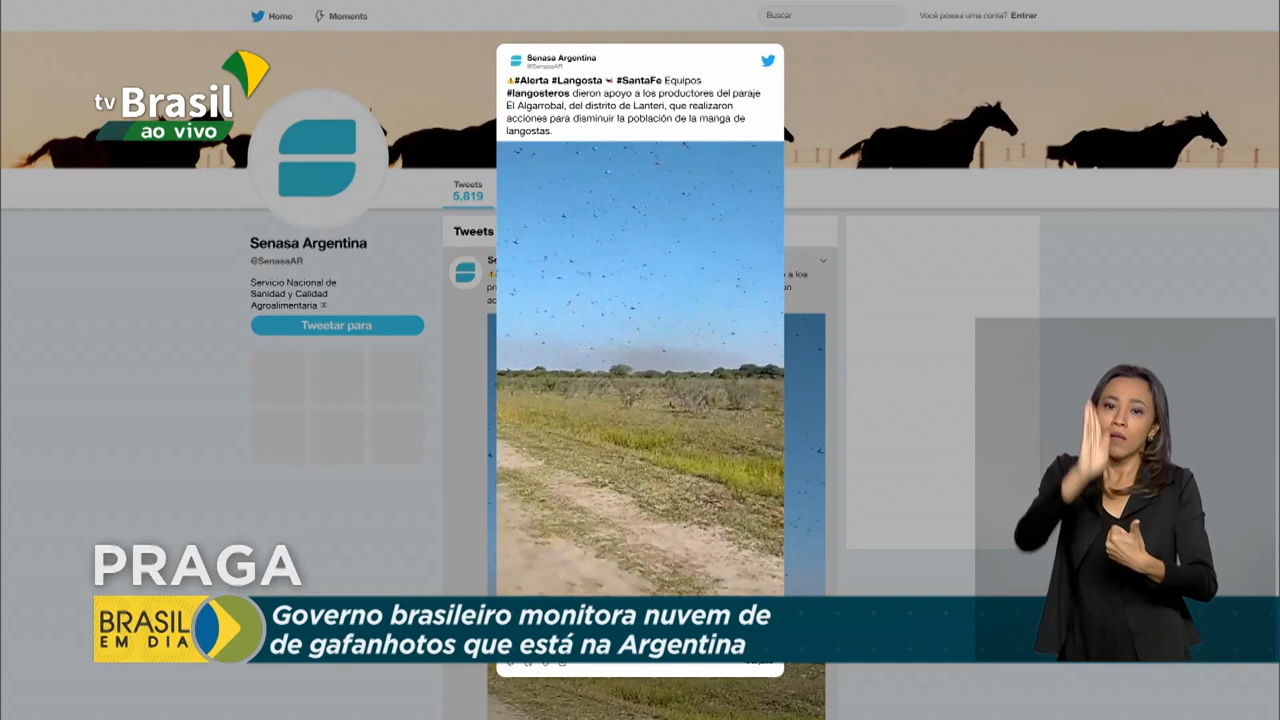 Home
Moments
Buscar
Você possui uma conta? Entrar
tv Brasil
ao vivo
Senasa Argentina
@SenasaAR
#Alerta #Langosta #SantaFe Equipos
#langosteros dieron apoyo a los productores del paraje
El Algarrobal, del distrito de Lanteri, que realizaron
acciones para disminuir la población de la manga de
langostas.
Tweets
5.819
Tweets
Senasa Argentina
@SenasaAR
Servicio Nacional de
Sanidad y Calidad
Agroalimentaria
Tweetar para
a los
PRAGA
BRASIL
EM DIA
Governo brasileiro monitora nuvem de
de gafanhotos que está na Argentina